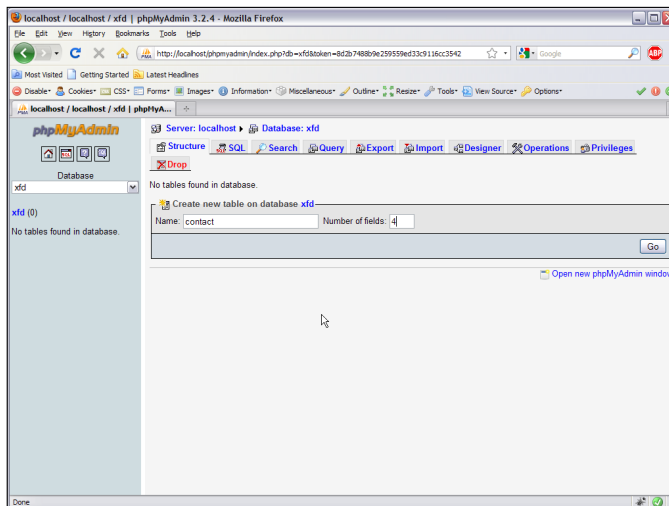 localhost / localhost / xfd | phpMyAdmin 3.2.4 - Mozilla Firefox
File Edit View History Bookmarks Tools Help
http://localhost/phpmyadmin/index.php?db=xfd&token=8d2b7488b9e259559ed33c9116cc3542 Google ABP
Most Visited Getting Started Latest Headlines
Disable Cookies CSS Forms Images Information Miscellaneous Outline Resize Tools View Source Options
localhost / localhost / xfd | phpMyA...
phpMyAdmin
Database
xfd
xfd (0)
No tables found in database.
Server: localhost Database: xfd
Structure SQL Search Query Export Import Designer Operations Privileges
Drop
No tables found in database.
Create new table on database xfd
Name: contact Number of fields: 4
Go
Open new phpMyAdmin window
Done